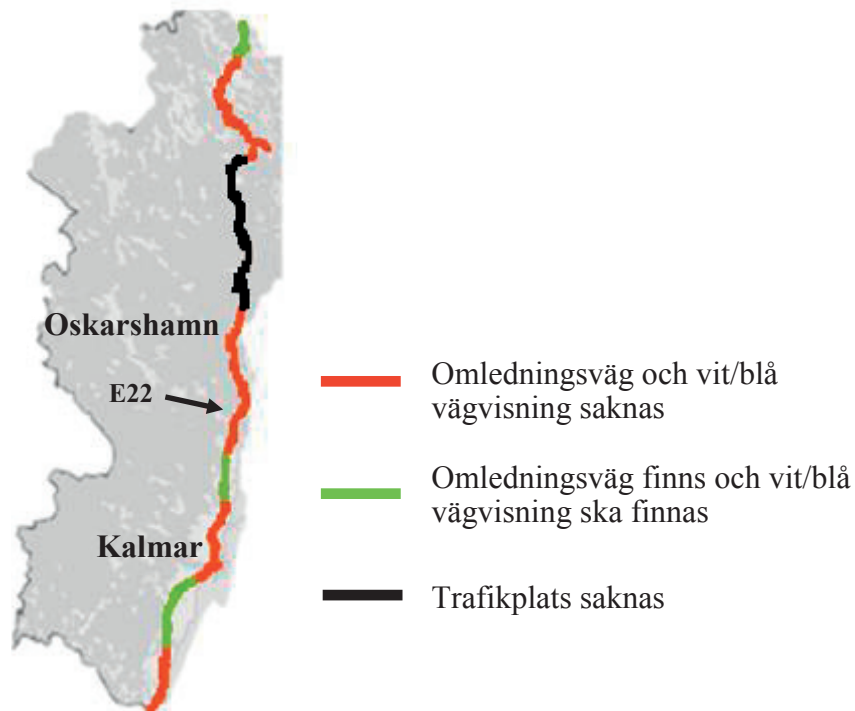 Oskarshamn
E22
Kalmar
Omledningsväg och vit/blå
vägvisning saknas
Omledningsväg finns och vit/blå
vägvisning ska finnas
Trafikplats saknas